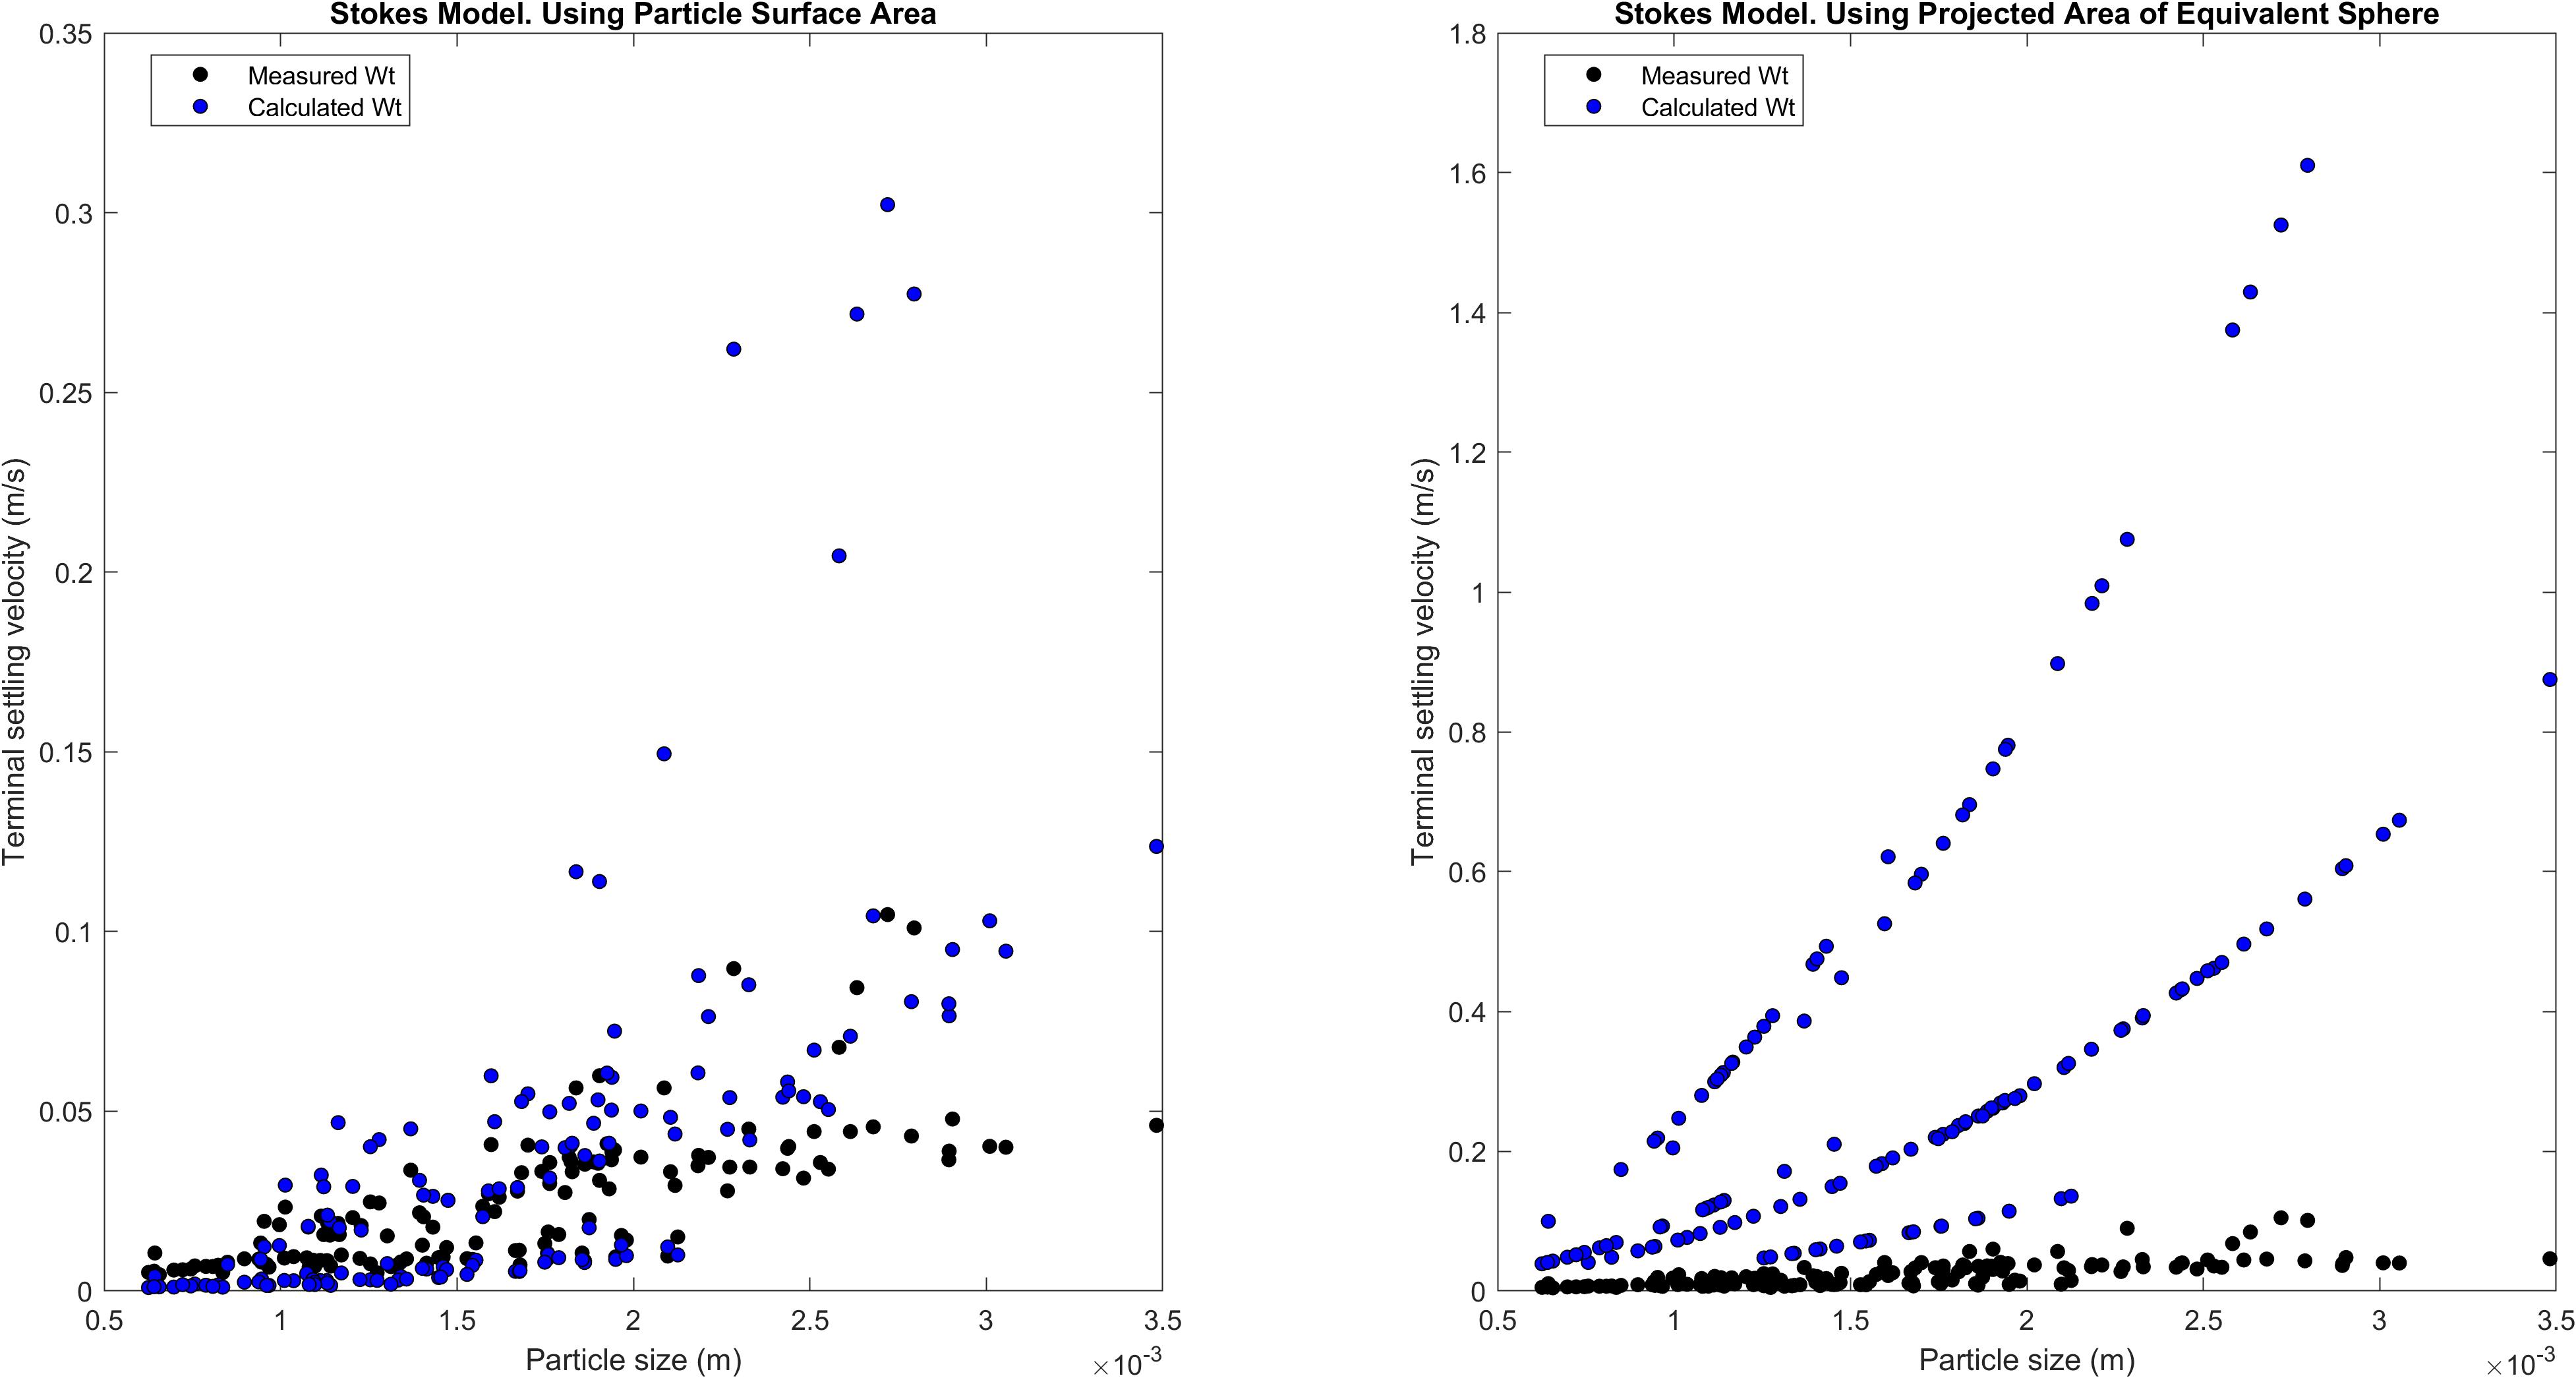 Stokes Model. Using Particle Surface Area
0.35
0.3
0.25
0.2
0.15
0.1
0.05
0
Terminal settling velocity (m/s)
Measured Wt
Calculated Wt
0.5 1 1.5 2 2.5 3 3.5
Particle size (m)
×10-3
Stokes Model. Using Projected Area of Equivalent Sphere
1.8
1.6
1.4
1.2
1
0.8
0.6
0.4
0.2
0
Terminal settling velocity (m/s)
Measured Wt
Calculated Wt
0.5 1 1.5 2 2.5 3 3.5
Particle size (m)
×10-3